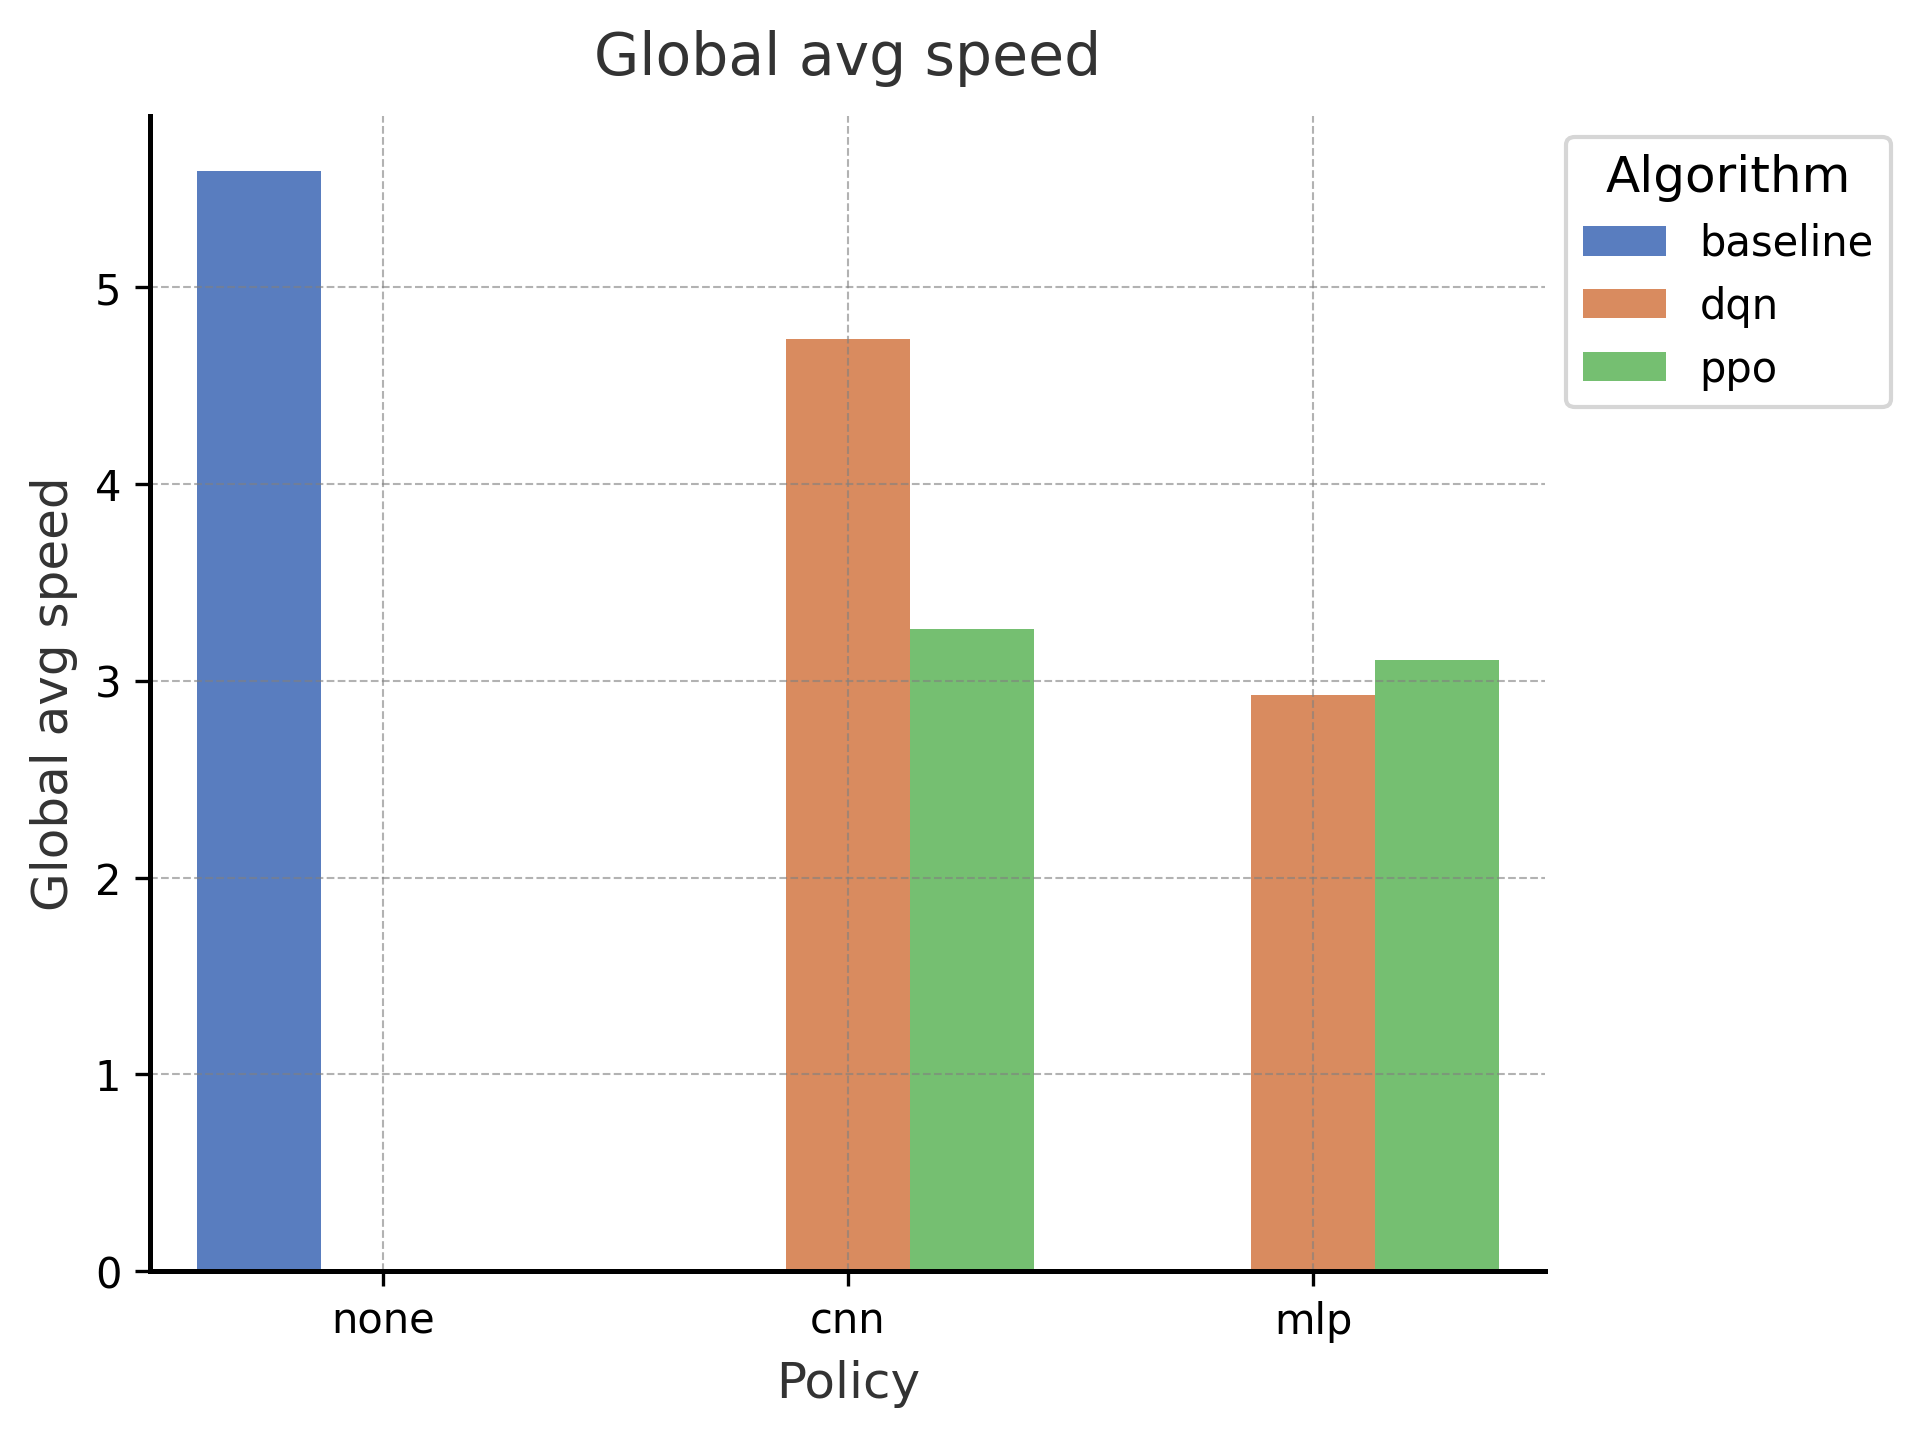 Global avg speed
Algorithm
baseline
dqn
ppo
Global avg speed
5
4
3
2
1
0
none
cnn
mlp
Policy